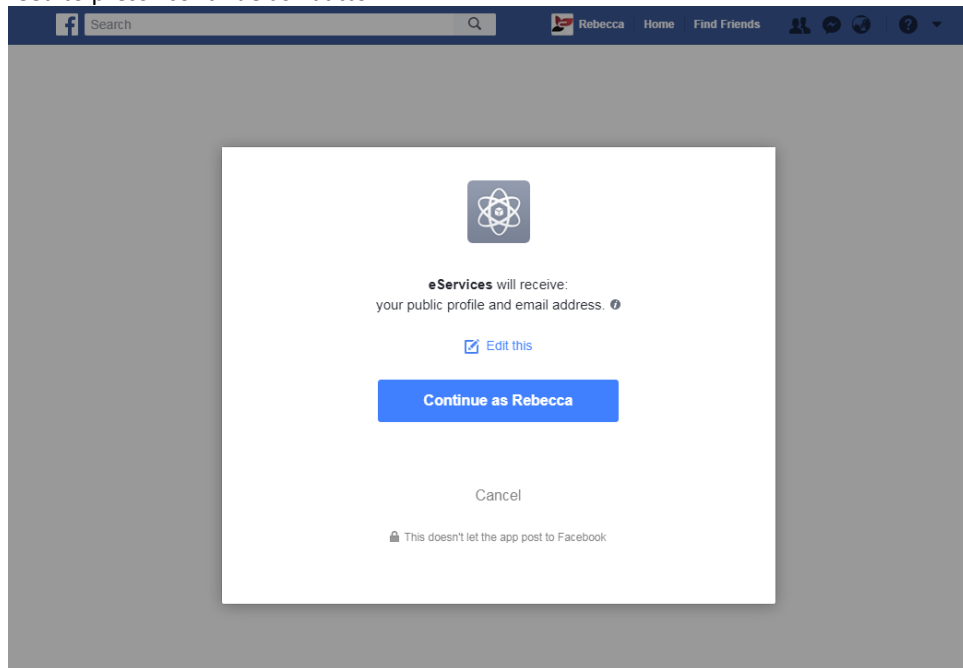 Search
Rebecca Home Find Friends
eServices will receive:
your public profile and email address.
Edit this
Continue as Rebecca
Cancel
This doesn't let the app post to Facebook